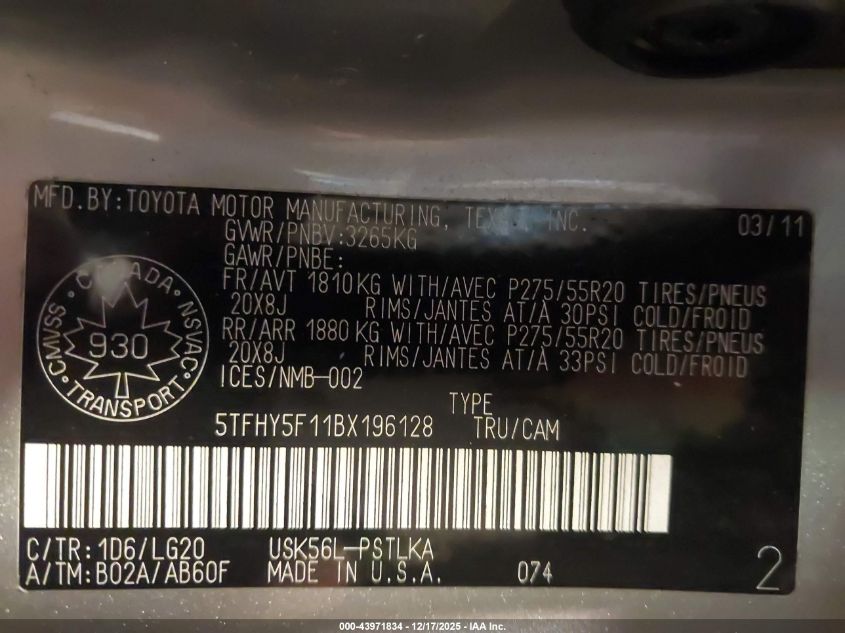 MFD.BY:TOYOTA MOTOR MANUFACTURING, INC. 03/11
GVWR/PNBV:3265KG
GAWR/PNBE:
FR/AVT 1810KG WITH/AVEC P275/55R20 TIRES/PNEUS
20X8J RIMS/JANTES AT/À 30PSI COLD/FROID
RR/ARR 1880 KG WITH/AVEC P275/55R20 TIRES/PNEUS
20X8J RIMS/JANTES AT/À 33PSI COLD/FROID
ICES/NMB-002
CANADA NSVAC TRANSPORT CMVSS
930
TYPE
5TFHY5F11BX196128 TRU/CAM
C/TR: 1D6/LG20 USK56L-PSTLKA
A/TM: B02A/AB60F MADE IN U.S.A. 074 2
000-43971834 - 12/17/2025 - IAA Inc.